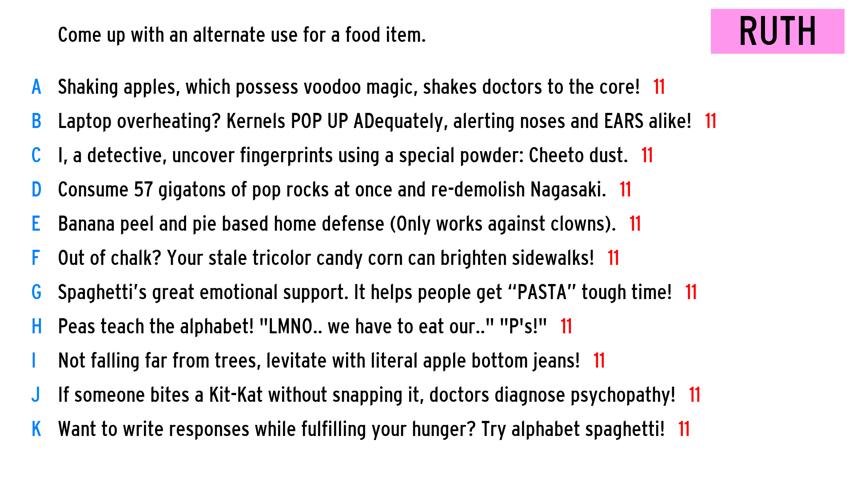 Come up with an alternate use for a food item.
RUTH
A Shaking apples, which possess voodoo magic, shakes doctors to the core! 11
B Laptop overheating? Kernels POP UP ADequately, alerting noses and EARS alike! 11
C I, a detective, uncover fingerprints using a special powder: Cheeto dust. 11
D Consume 57 gigatons of pop rocks at once and re-demolish Nagasaki. 11
E Banana peel and pie based home defense (Only works against clowns). 11
F Out of chalk? Your stale tricolor candy corn can brighten sidewalks! 11
G Spaghetti's great emotional support. It helps people get “PASTA” tough time! 11
H Peas teach the alphabet! "LMNO.. we have to eat our.." "P's!" 11
I Not falling far from trees, levitate with literal apple bottom jeans! 11
J If someone bites a Kit-Kat without snapping it, doctors diagnose psychopathy! 11
K Want to write responses while fulfilling your hunger? Try alphabet spaghetti! 11